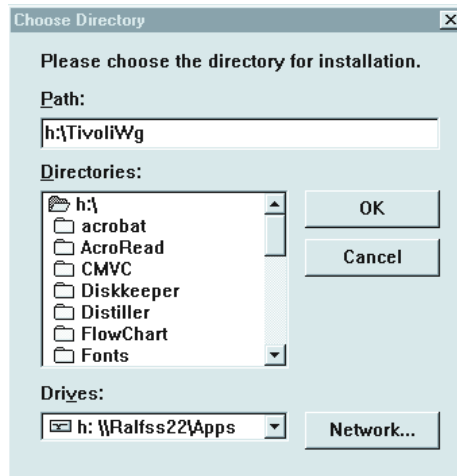 Choose Directory
Please choose the directory for installation.
Path:
h:\TivoliWg
Directories:
h:\
acrobat
AcroRead
CMVC
Diskkeeper
Distiller
FlowChart
Fonts
OK
Cancel
Drives:
h: \\Ralfss22\Apps
Network...